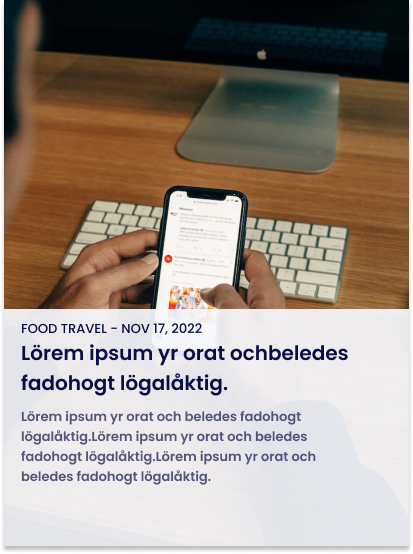 FOOD TRAVEL - NOV 17, 2022
Lörem ipsum yr orat ochbeledes
fadohogt lögalåktig.
Lörem ipsum yr orat och beledes fadohogt
lögalåktig.Lörem ipsum yr orat och beledes
fadohogt lögalåktig.Lörem ipsum yr orat och
beledes fadohogt lögalåktig.